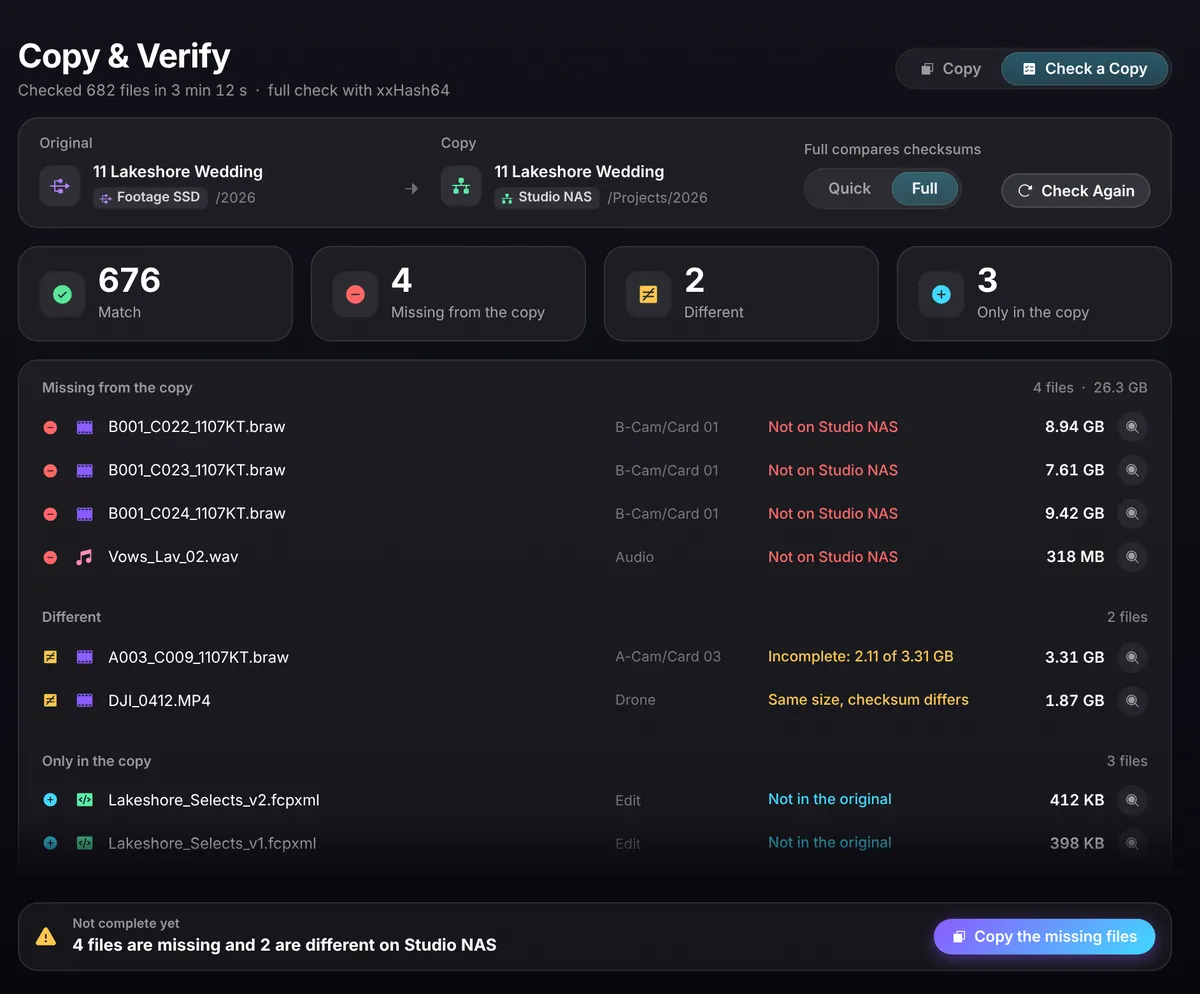 Copy & Verify
Checked 682 files in 3 min 12 s · full check with xxHash64
Copy
Check a Copy
Original
11 Lakeshore Wedding
Footage SSD /2026
Copy
11 Lakeshore Wedding
Studio NAS /Projects/2026
Full compares checksums
Quick Full
Check Again
676
Match
4
Missing from the copy
2
Different
3
Only in the copy
Missing from the copy 4 files · 26.3 GB
B001_C022_1107KT.braw B-Cam/Card 01 Not on Studio NAS 8.94 GB
B001_C023_1107KT.braw B-Cam/Card 01 Not on Studio NAS 7.61 GB
B001_C024_1107KT.braw B-Cam/Card 01 Not on Studio NAS 9.42 GB
Vows_Lav_02.wav Audio Not on Studio NAS 318 MB
Different 2 files
A003_C009_1107KT.braw A-Cam/Card 03 Incomplete: 2.11 of 3.31 GB 3.31 GB
DJI_0412.MP4 Drone Same size, checksum differs 1.87 GB
Only in the copy 3 files
Lakeshore_Selects_v2.fcpxml Edit Not in the original 412 KB
Lakeshore_Selects_v1.fcpxml Edit Not in the original 398 KB
Not complete yet
4 files are missing and 2 are different on Studio NAS
Copy the missing files